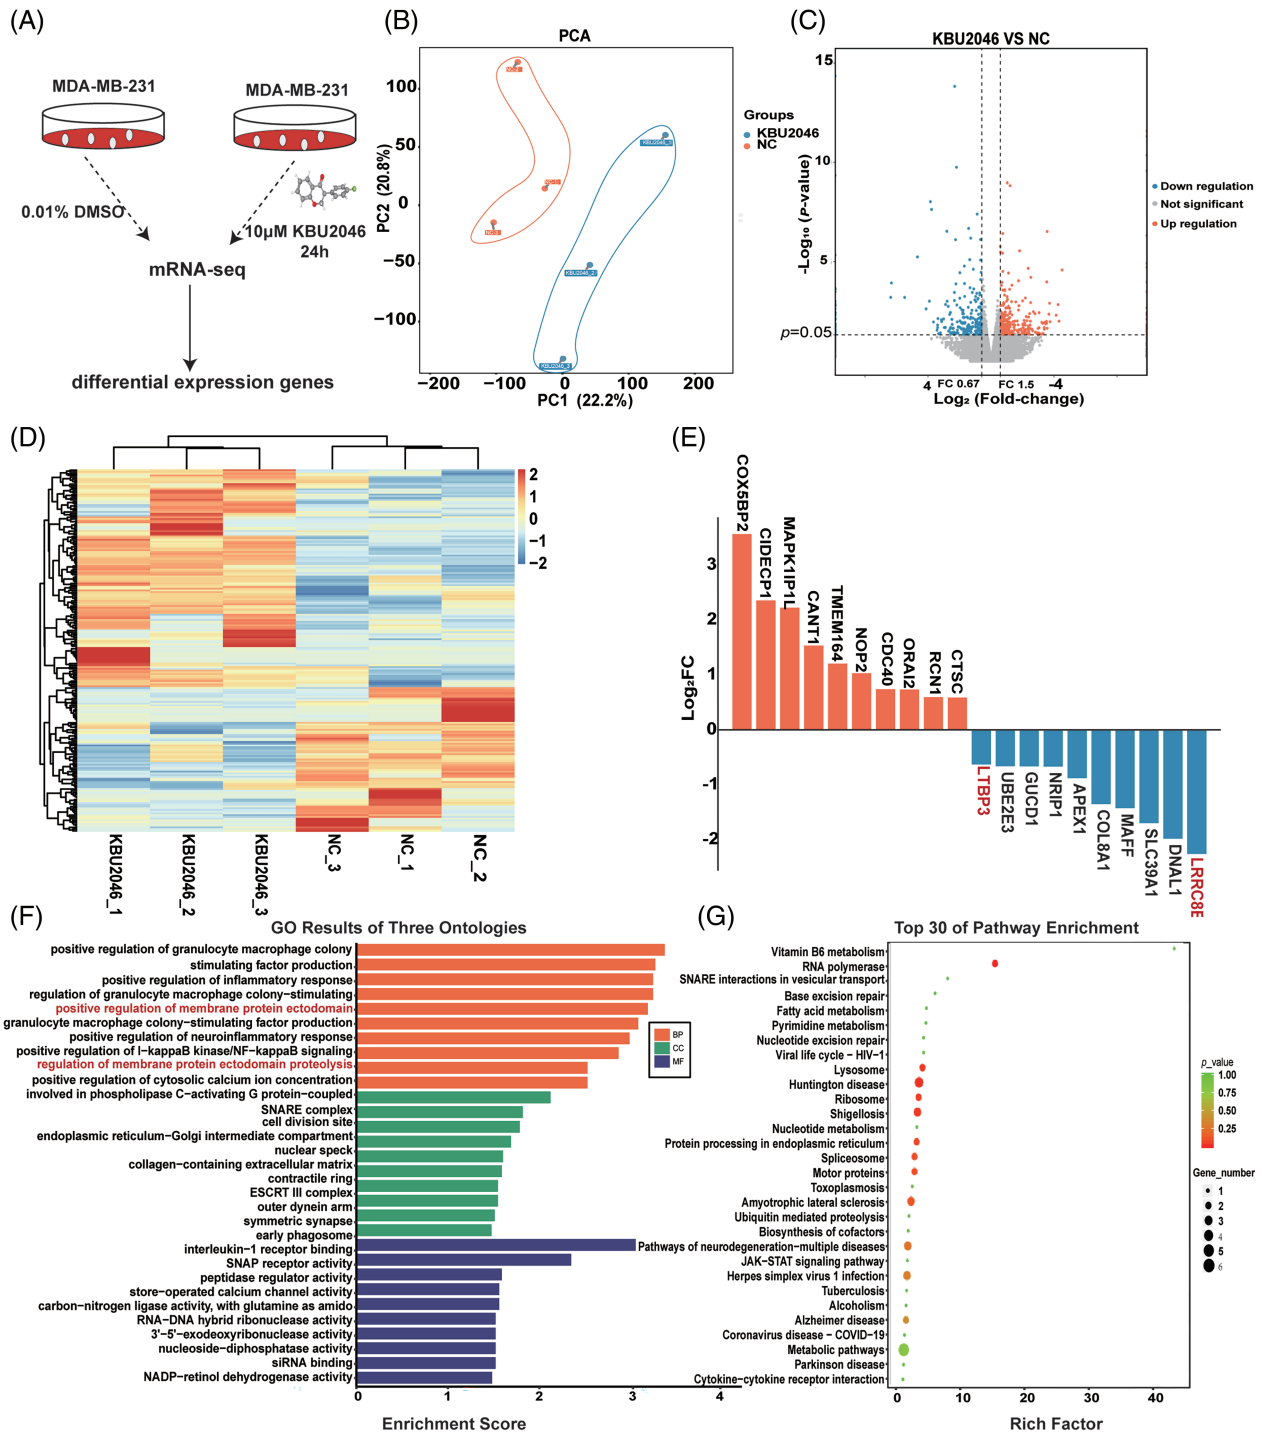 (A)
MDA-MB-231
MDA-MB-231
0.01% DMSO
10μM KBU2046
24h
mRNA-seq
differential expression genes
(B)
PCA
PC2 (20.8%)
100
50
0
−50
−100
−200
−100
0
100
200
PC1 (22.2%)
NC-2
NC-1
NC-3
KBU2046_1
KBU2046_2
KBU2046_3
Groups
KBU2046
NC
(C)
KBU2046 VS NC
-Log₁₀ (P-value)
15
10
5
p=0.05
4
FC 0.67
FC 1.5
-4
Log₂ (Fold-change)
Down regulation
Not significant
Up regulation
(D)
2
1
0
−1
−2
KBU2046_1
KBU2046_2
KBU2046_3
NC_3
NC_1
NC_2
(E)
Log₂FC
3
2
1
0
-1
-2
COX5BP2
CIDECP1
MAPK1IP1L
CANT1
TMEM164
NOP2
CDC40
ORAI2
RCN1
CTSC
LTBP3
UBE2E3
GUCD1
NRIP1
APEX1
COL8A1
MAFF
SLC39A1
DNAL1
LRRC8E
(F)
GO Results of Three Ontologies
positive regulation of granulocyte macrophage colony
stimulating factor production
positive regulation of inflammatory response
regulation of granulocyte macrophage colony−stimulating
positive regulation of membrane protein ectodomain
granulocyte macrophage colony−stimulating factor production
positive regulation of neuroinflammatory response
positive regulation of I−kappaB kinase/NF−kappaB signaling
regulation of membrane protein ectodomain proteolysis
positive regulation of cytosolic calcium ion concentration
involved in phospholipase C−activating G protein−coupled
SNARE complex
cell division site
endoplasmic reticulum−Golgi intermediate compartment
nuclear speck
collagen−containing extracellular matrix
contractile ring
ESCRT III complex
outer dynein arm
symmetric synapse
early phagosome
interleukin−1 receptor binding
SNAP receptor activity
peptidase regulator activity
store−operated calcium channel activity
carbon−nitrogen ligase activity, with glutamine as amido
RNA−DNA hybrid ribonuclease activity
3'−5'−exodeoxyribonuclease activity
nucleoside−diphosphatase activity
siRNA binding
NADP−retinol dehydrogenase activity
BP
CC
MF
0
1
2
3
4
Enrichment Score
(G)
Top 30 of Pathway Enrichment
Vitamin B6 metabolism
RNA polymerase
SNARE interactions in vesicular transport
Base excision repair
Fatty acid metabolism
Pyrimidine metabolism
Nucleotide excision repair
Viral life cycle − HIV−1
Lysosome
Huntington disease
Ribosome
Shigellosis
Nucleotide metabolism
Protein processing in endoplasmic reticulum
Spliceosome
Motor proteins
Toxoplasmosis
Amyotrophic lateral sclerosis
Ubiquitin mediated proteolysis
Biosynthesis of cofactors
Pathways of neurodegeneration−multiple diseases
JAK−STAT signaling pathway
Herpes simplex virus 1 infection
Tuberculosis
Alcoholism
Alzheimer disease
Coronavirus disease − COVID−19
Metabolic pathways
Parkinson disease
Cytokine−cytokine receptor interaction
0
10
20
30
40
Rich Factor
p_value
1.00
0.75
0.50
0.25
Gene_number
1
2
3
4
5
6